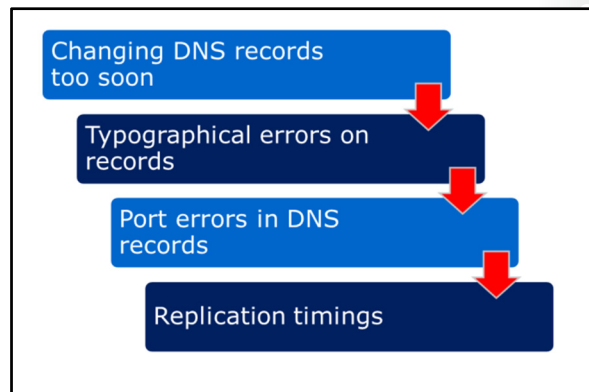 Changing DNS records
too soon
Typographical errors on
records
Port errors in DNS
records
Replication timings